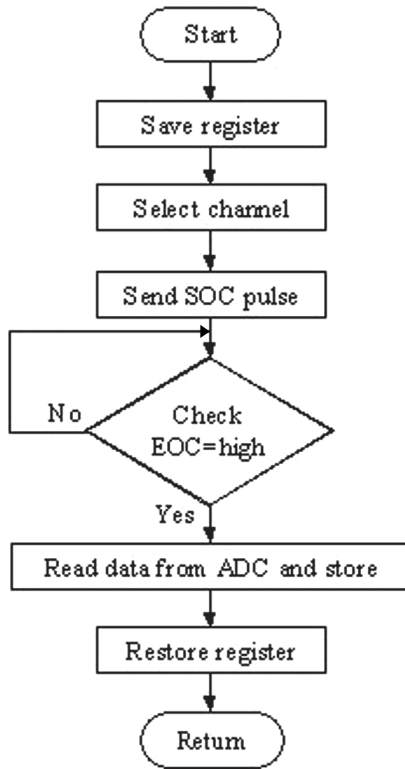 Start
Save register
Select channel
Send SOC pulse
No
Check
EOC=high
Yes
Read data from ADC and store
Restore register
Return